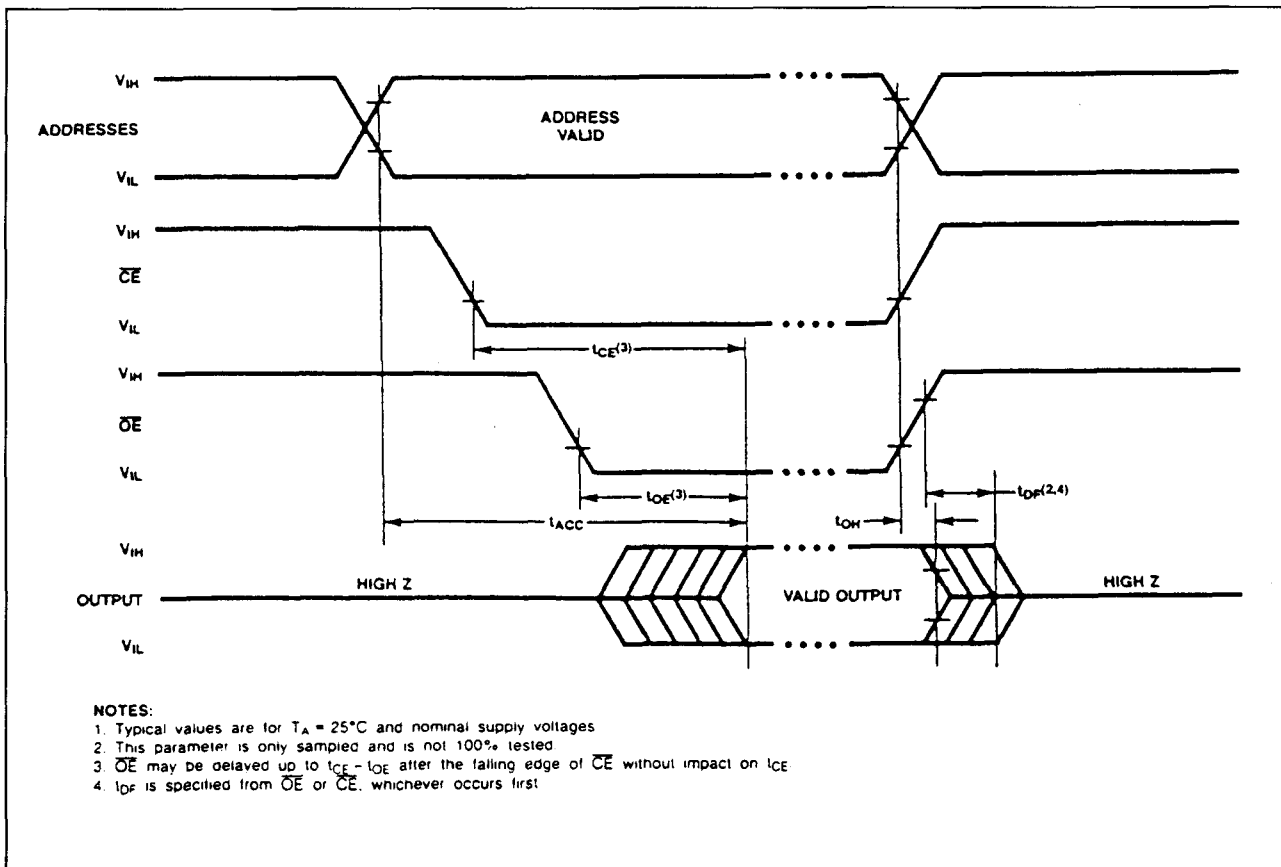 VIH
ADDRESSES
ADDRESS
VALID
VIL
VIH
CE
VIL
tCE(3)
VIH
OE
VIL
tOE(3)
tDF(2,4)
tACC
tOH
VIH
HIGH Z
OUTPUT
VALID OUTPUT
HIGH Z
VIL
NOTES:
1. Typical values are for TA = 25°C and nominal supply voltages
2. This parameter is only sampled and is not 100% tested.
3. OE may be delayed up to tCE - tOE after the falling edge of CE without impact on tCE.
4. tDF is specified from OE or CE, whichever occurs first